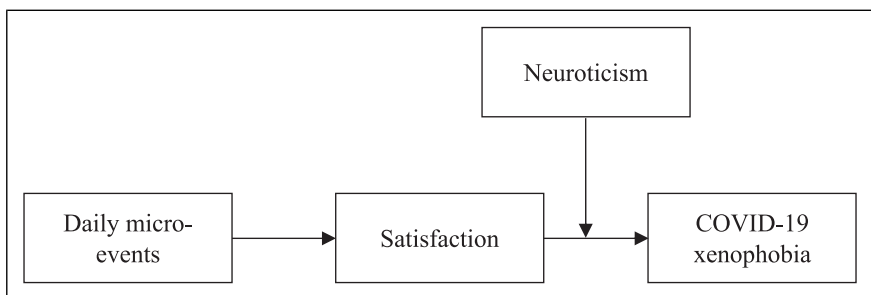 Neuroticism
Daily micro-
events
Satisfaction
COVID-19
xenophobia